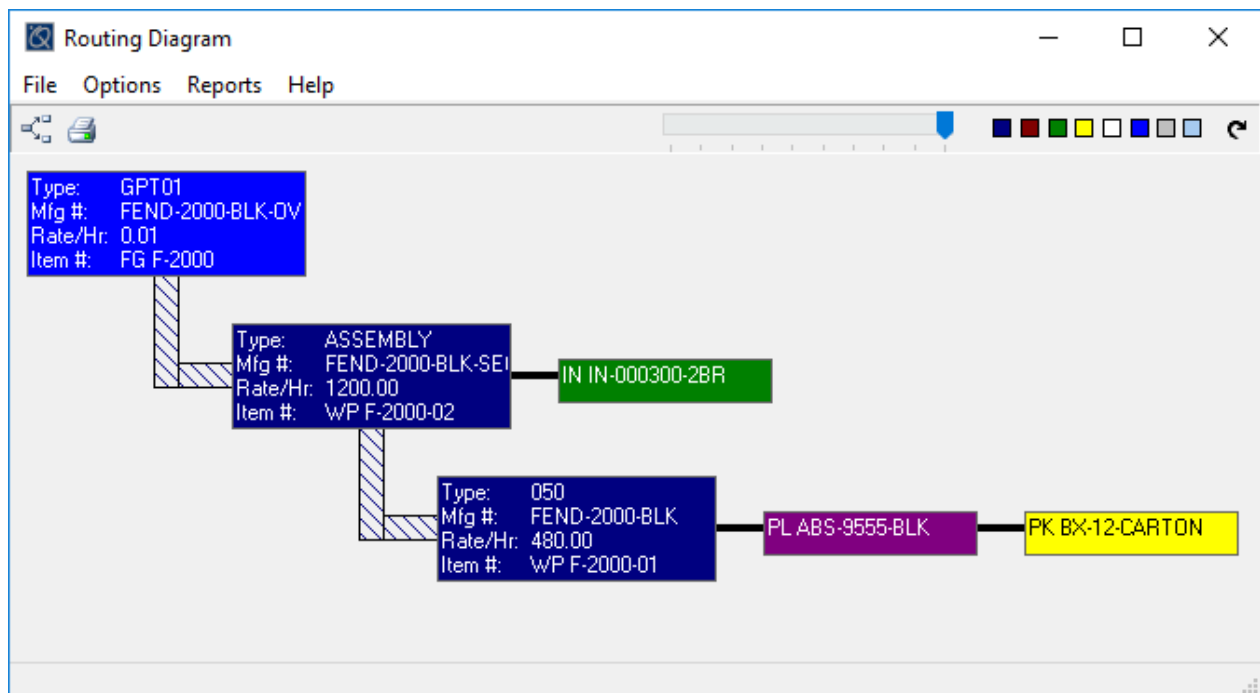 Routing Diagram
File Options Reports Help
Type: GPT01
Mfg #: FEND-2000-BLK-OV
Rate/Hr: 0.01
Item #: FG F-2000
Type: ASSEMBLY
Mfg #: FEND-2000-BLK-SE
Rate/Hr: 1200.00
Item #: WP F-2000-02
IN IN-000300-2BR
Type: 050
Mfg #: FEND-2000-BLK
Rate/Hr: 480.00
Item #: WP F-2000-01
PL ABS-9555-BLK
PK BX-12-CARTON